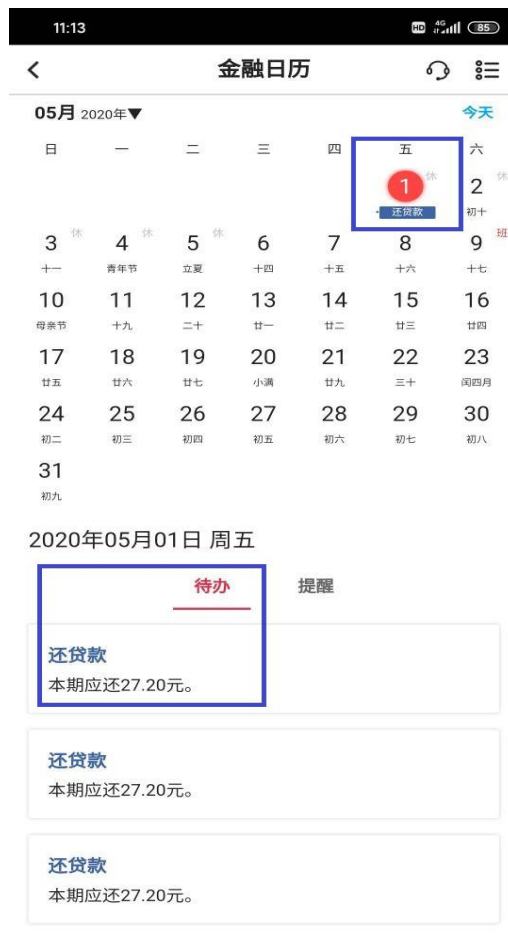 11:13
HD 4G 85
金融日历
05月 2020年▼ 今天
日 一 二 三 四 五 六
1 休 2 休
还贷款 初十
3 休 4 休 5 休 6 7 8 9 班
十一 青年节 立夏 十四 十五 十六 十七
10 11 12 13 14 15 16
母亲节 十九 二十 廿一 廿二 廿三 廿四
17 18 19 20 21 22 23
廿五 廿六 廿七 小满 廿九 三十 闰四月
24 25 26 27 28 29 30
初二 初三 初四 初五 初六 初七 初八
31
初九
2020年05月01日 周五
待办 提醒
还贷款
本期应还27.20元。
还贷款
本期应还27.20元。
还贷款
本期应还27.20元。